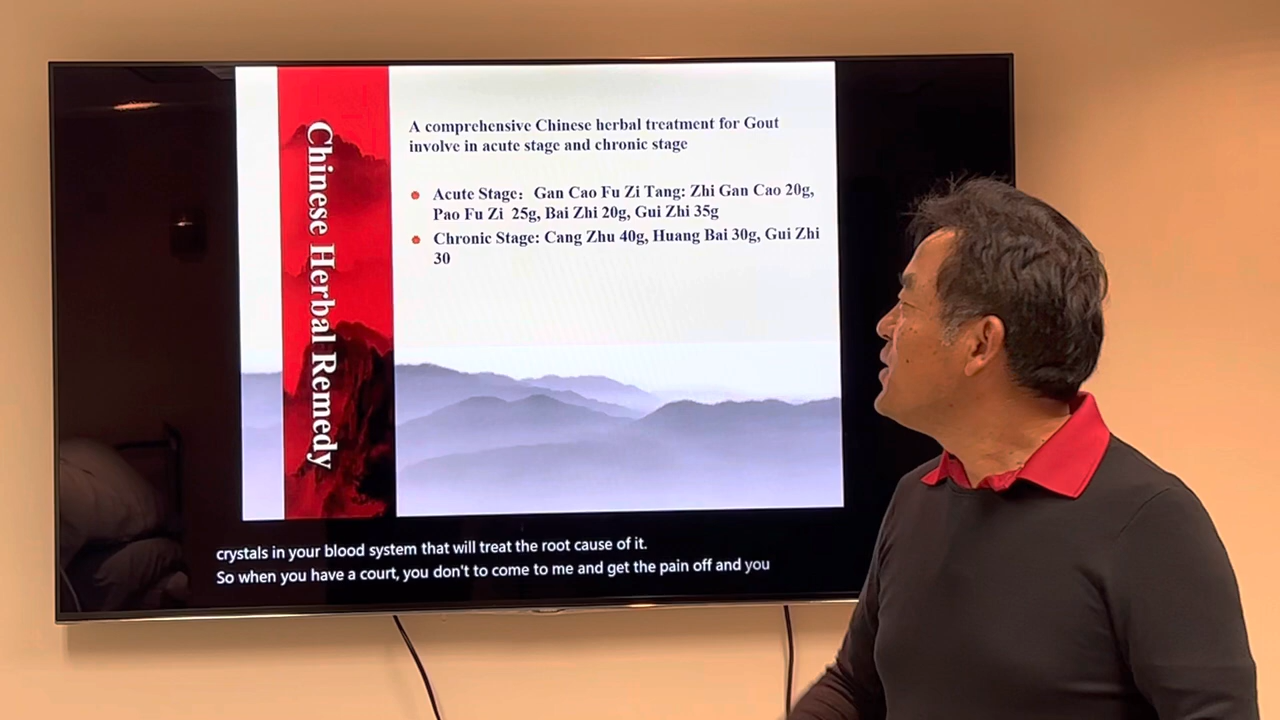 Chinese Herbal Remedy
A comprehensive Chinese herbal treatment for Gout
involve in acute stage and chronic stage
Acute Stage： Gan Cao Fu Zi Tang: Zhi Gan Cao 20g,
Pao Fu Zi 25g, Bai Zhi 20g, Gui Zhi 35g
Chronic Stage: Cang Zhu 40g, Huang Bai 30g, Gui Zhi
30
crystals in your blood system that will treat the root cause of it.
So when you have a court, you don't to come to me and get the pain off and you